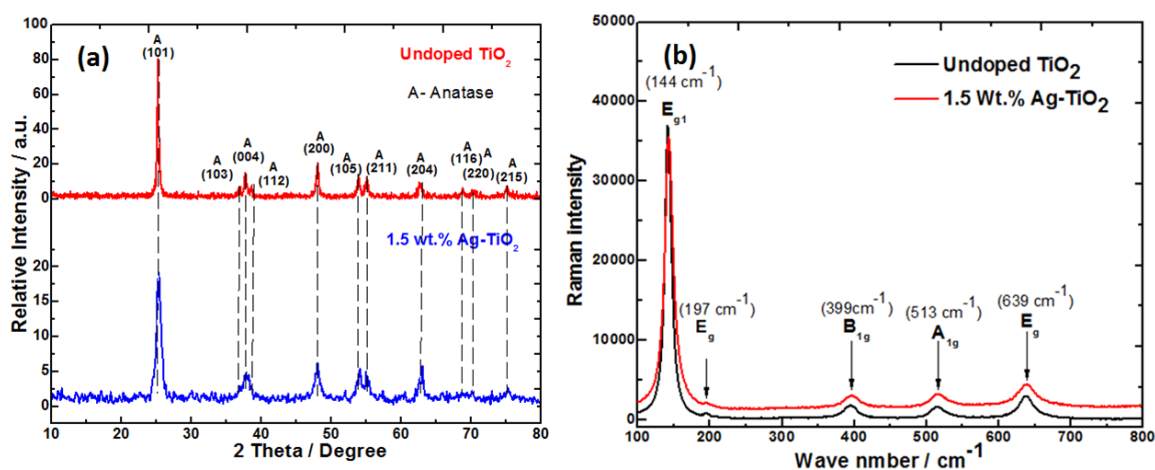 (a)
Undoped TiO2
A- Anatase
A
(101)
A
(103)
A
(004)
A
(112)
A
(200)
A
(105)
A
(211)
A
(204)
A
(116)
A
(220)
A
(215)
1.5 wt.% Ag-TiO2
Relative Intensity / a.u.
100
80
60
40
20
0
20
15
10
5
0
10 20 30 40 50 60 70 80
2 Theta / Degree
(b)
Undoped TiO2
1.5 Wt.% Ag-TiO2
(144 cm-1)
Eg1
(197 cm-1)
Eg
(399cm-1)
B1g
(513 cm-1)
A1g
(639 cm-1)
Eg
Raman intensity
50000
40000
30000
20000
10000
0
100 200 300 400 500 600 700 800
Wave nmber / cm-1